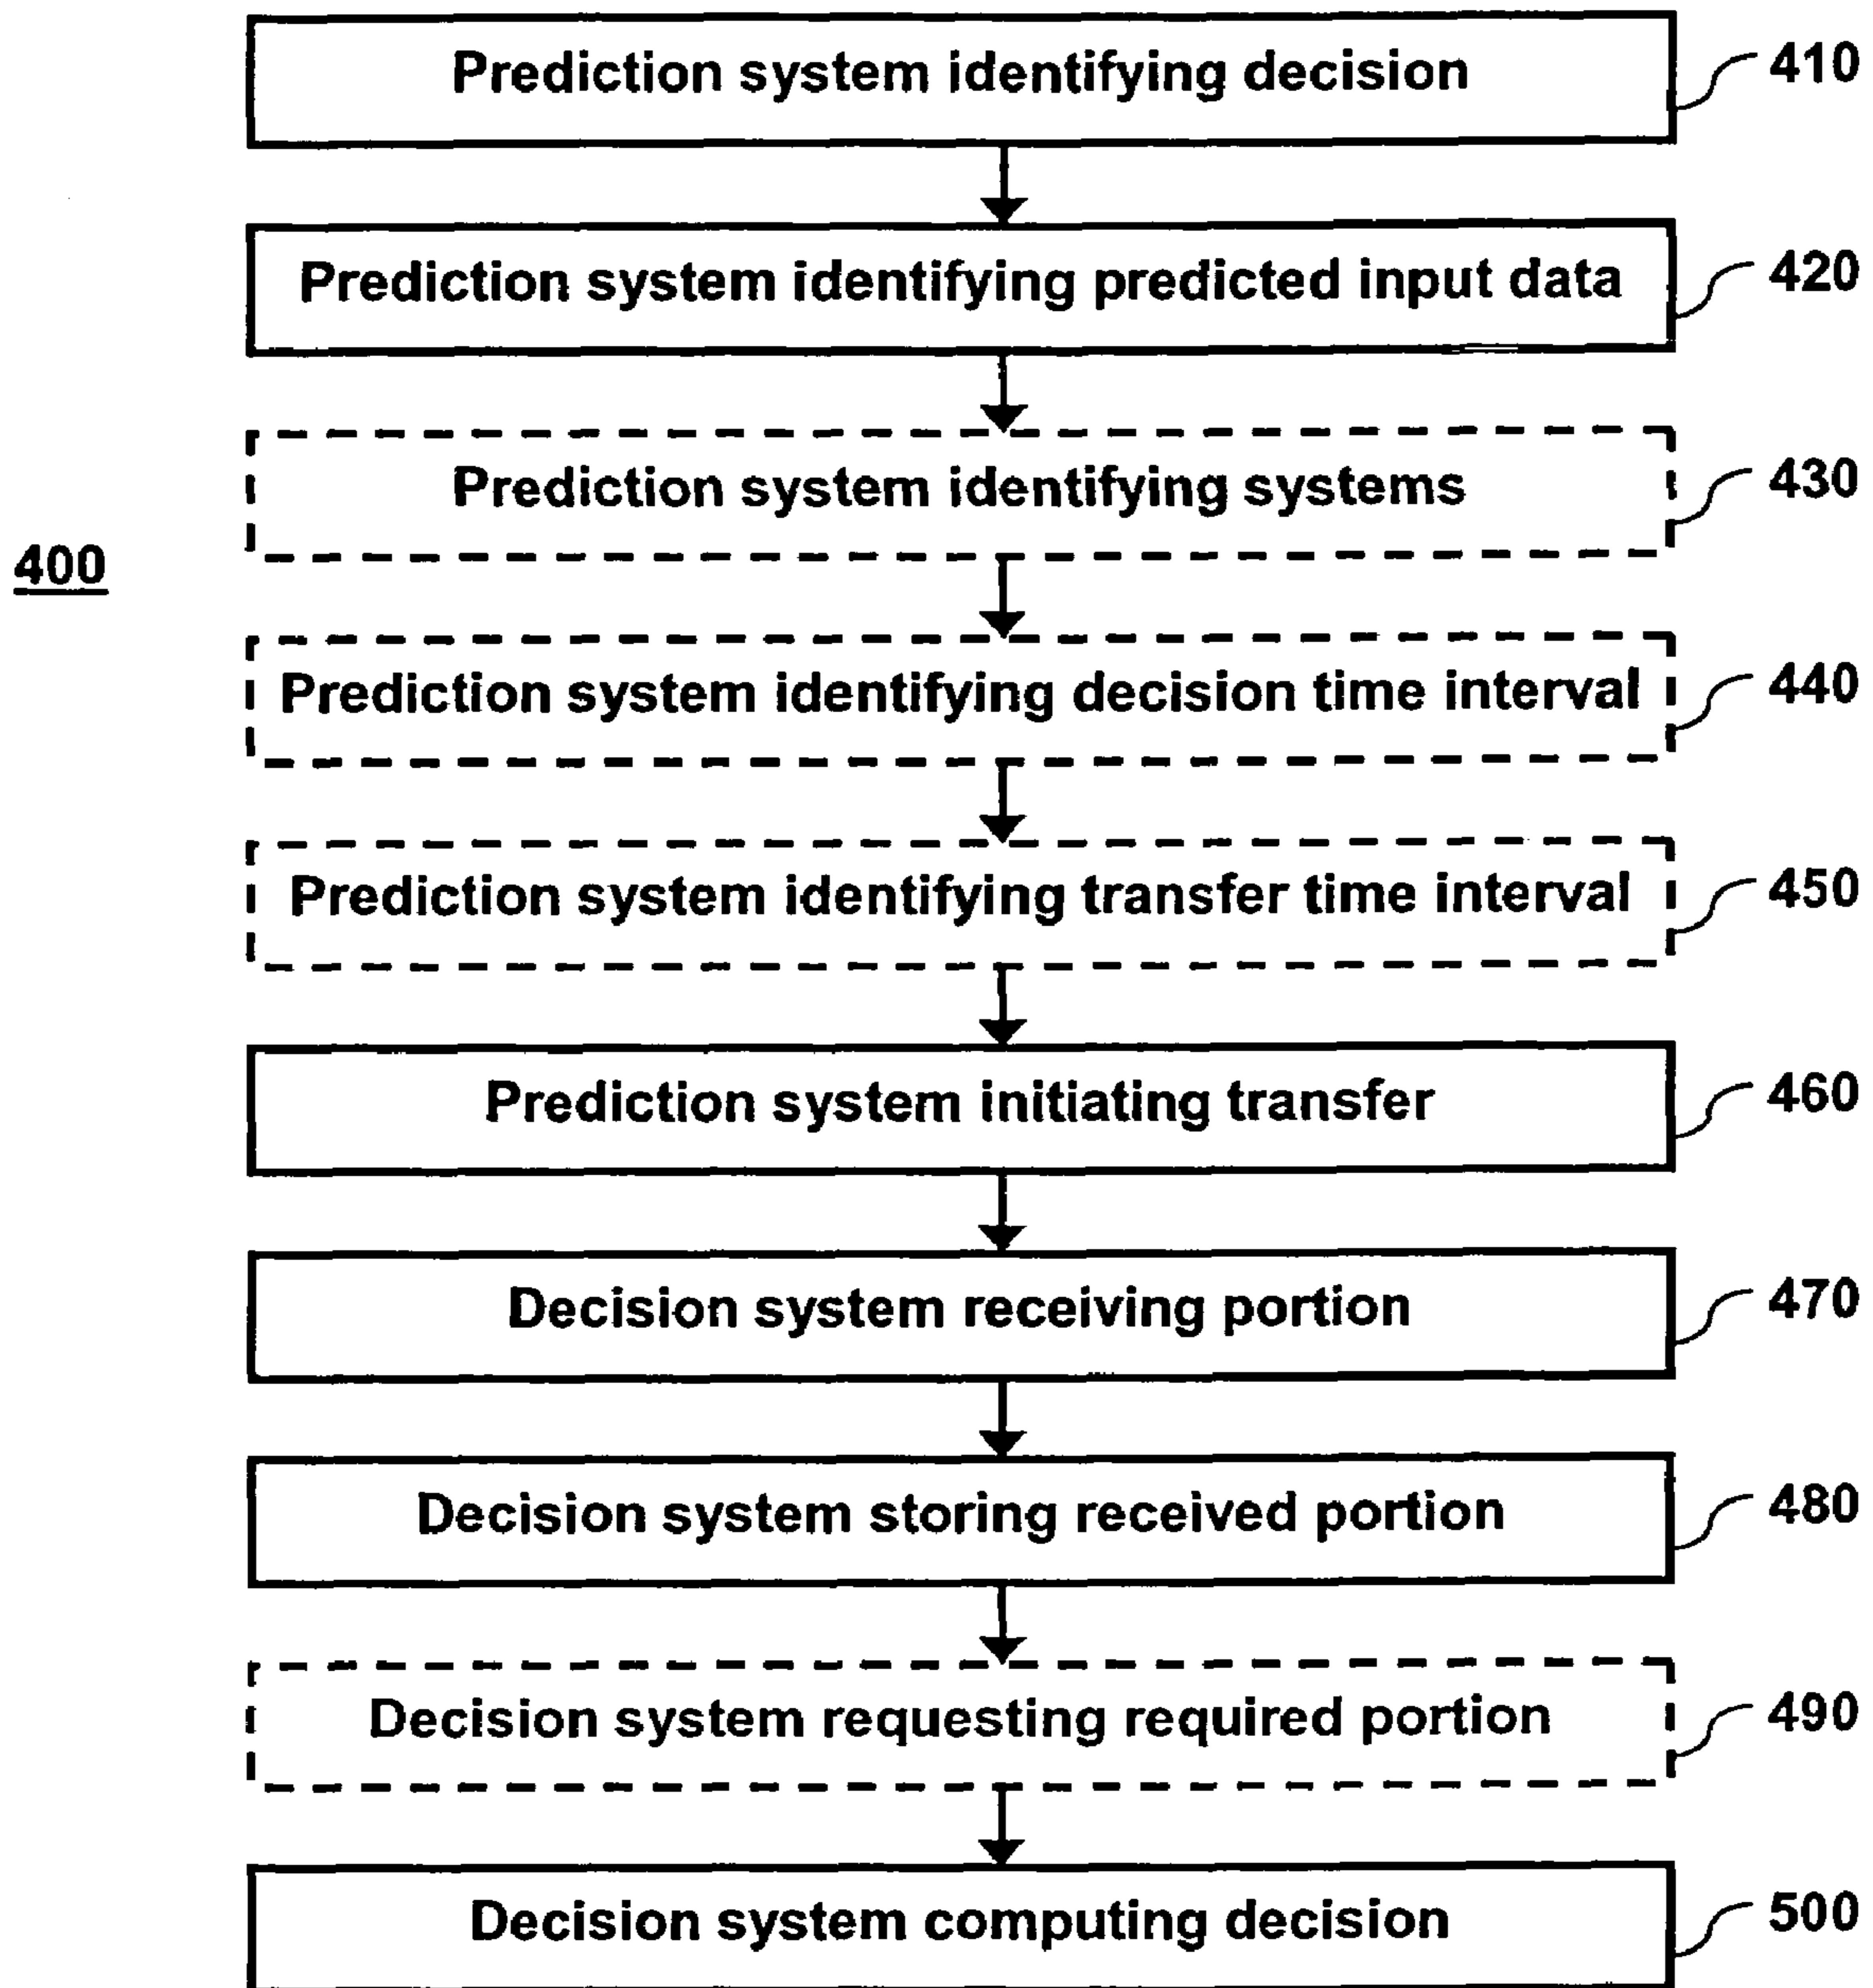 Prediction system identifying decision 410
Prediction system identifying predicted input data 420
Prediction system identifying systems 430
400
Prediction system identifying decision time interval 440
Prediction system identifying transfer time interval 450
Prediction system initiating transfer 460
Decision system receiving portion 470
Decision system storing received portion 480
Decision system requesting required portion 490
Decision system computing decision 500